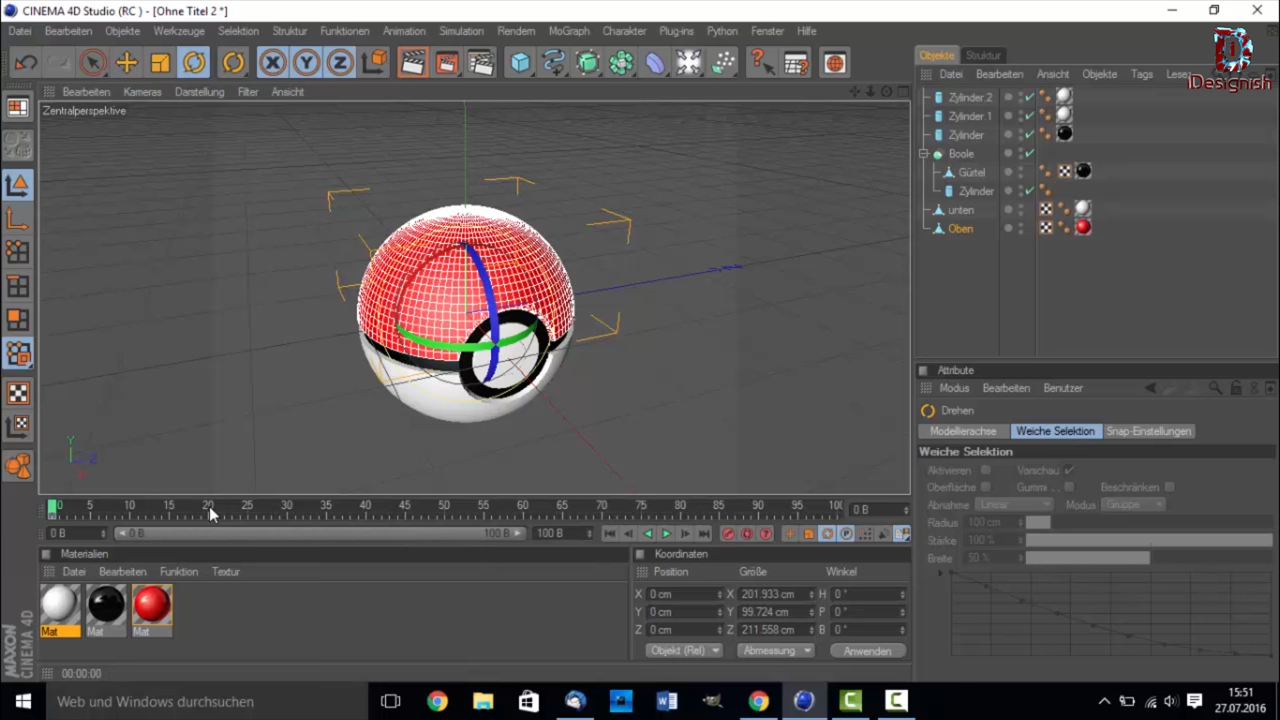 CINEMA 4D Studio (RC ) - [Ohne Titel 2 *]
Datei Bearbeiten Objekte Werkzeuge Selektion Struktur Funktionen Animation Simulation Rendern MoGraph Charakter Plug-ins Python Fenster Hilfe
iDesignish
Objekte Struktur
Datei Bearbeiten Ansicht Objekte Tags Lesez
Bearbeiten Kameras Darstellung Filter Ansicht
Zentralperspektive
Zylinder 2
Zylinder 1
Zylinder
Boole
Gürtel
Zylinder
unten
Oben
Attribute
Modus Bearbeiten Benutzer
Drehen
Modellierachse Weiche Selektion Snap-Einstellungen
Weiche Selektion
Aktivieren Vorschau
Oberfläche Gummi . . Beschränken
Abnahme Linear Modus Gruppe
Radius 100 cm
Stärke 100 %
Breite 50 %
Y
Z
X
0 5 10 15 20 25 30 35 40 45 50 55 60 65 70 75 80 85 90 95 100 0 B
0 B 0 B 100 B 100 B
Materialien
Datei Bearbeiten Funktion Textur
Mat Mat Mat
Koordinaten
Position Größe Winkel
X 0 cm X 201.933 cm H 0 °
Y 0 cm Y 99.724 cm P 0 °
Z 0 cm Z 211.558 cm B 0 °
Objekt (Rel) Abmessung Anwenden
MAXON
CINEMA 4D
00:00:00
Web und Windows durchsuchen
15:51
27.07.2016